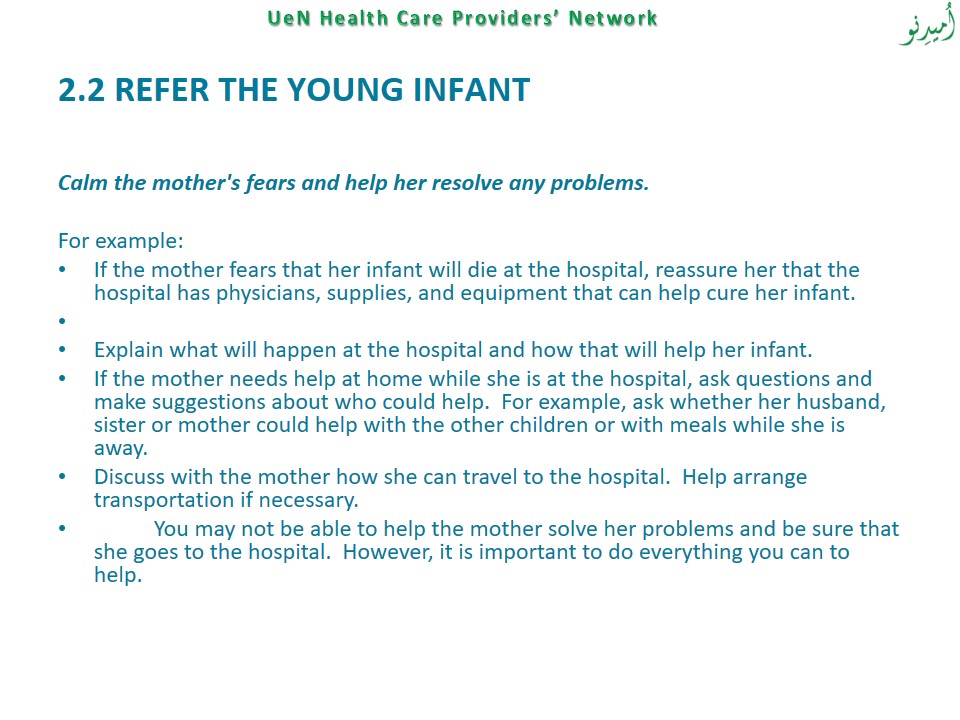 UeN Health Care Providers’ Network
اُمیدِنو
2.2 REFER THE YOUNG INFANT
Calm the mother's fears and help her resolve any problems.
For example:
• If the mother fears that her infant will die at the hospital, reassure her that the
hospital has physicians, supplies, and equipment that can help cure her infant.
•
• Explain what will happen at the hospital and how that will help her infant.
• If the mother needs help at home while she is at the hospital, ask questions and
make suggestions about who could help.  For example, ask whether her husband,
sister or mother could help with the other children or with meals while she is
away.
• Discuss with the mother how she can travel to the hospital.  Help arrange
transportation if necessary.
• You may not be able to help the mother solve her problems and be sure that
she goes to the hospital.  However, it is important to do everything you can to
help.